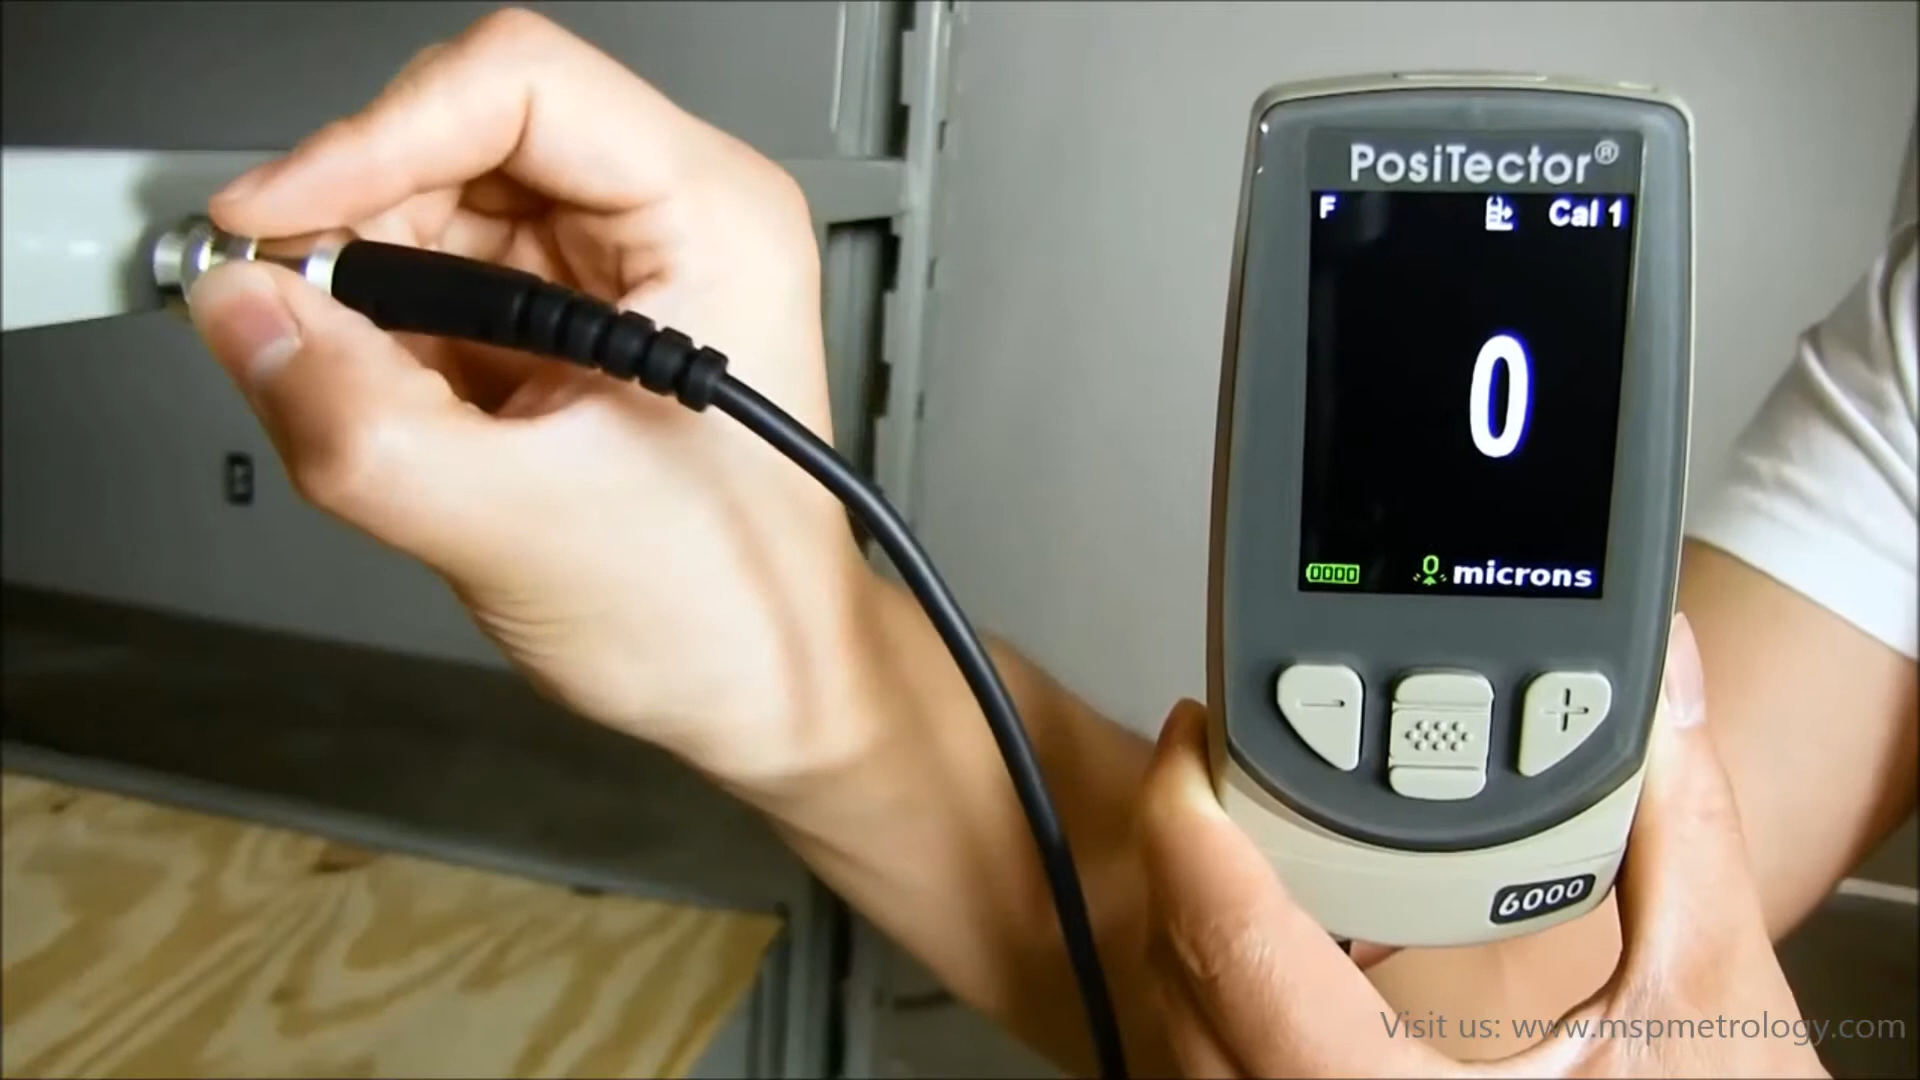 PosiTector®
F Cal 1
0
microns
- +
6000
Visit us: www.mspmetrology.com